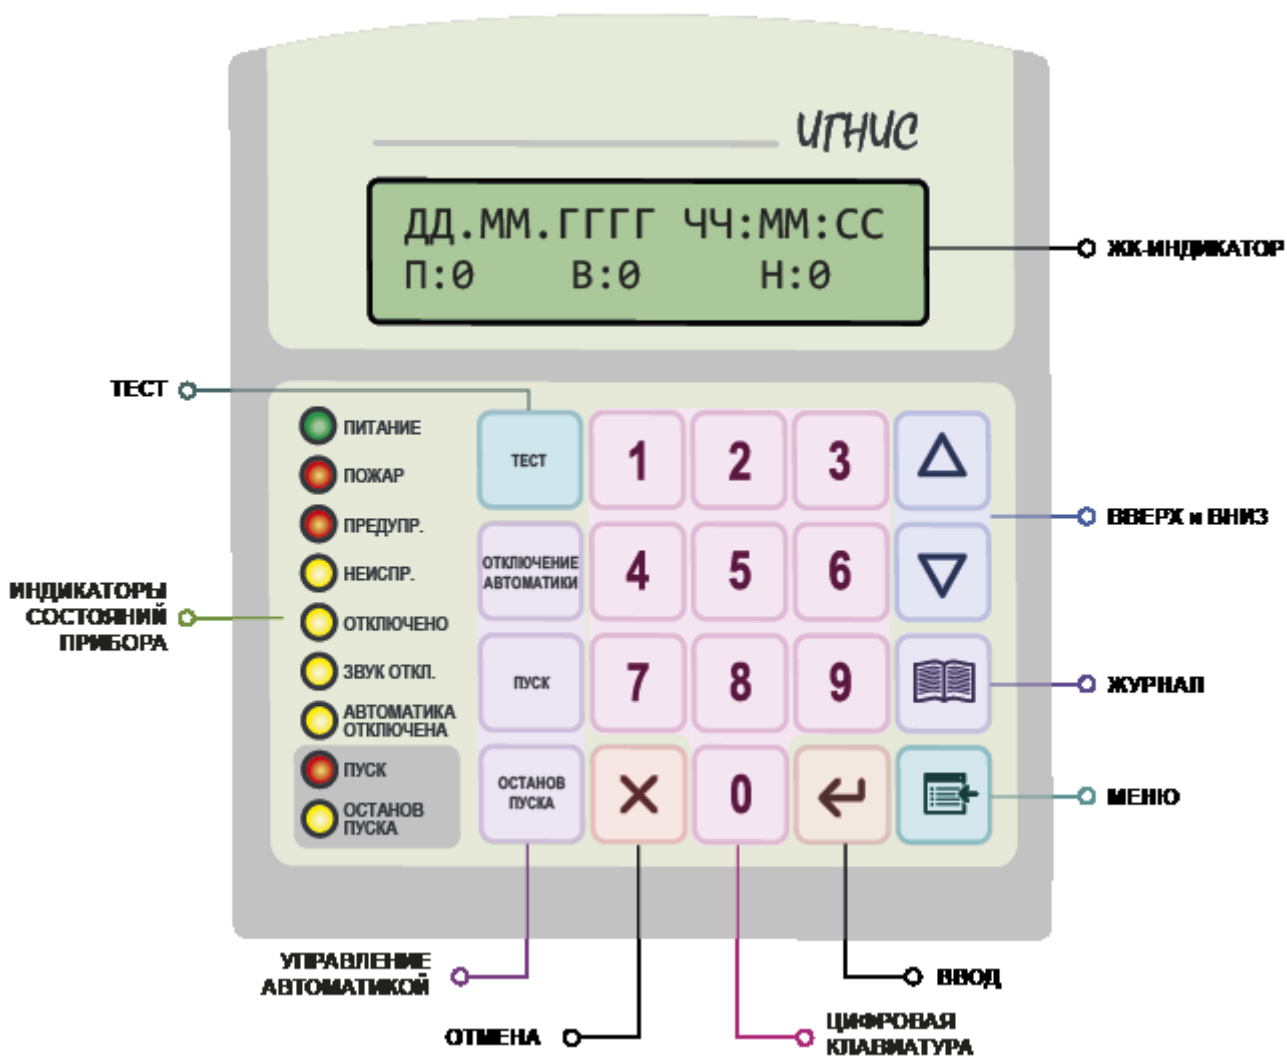 ИГНИС
ДД.ММ.ГГГГ ЧЧ:ММ:СС
П:0 В:0 Н:0
ЖК-ИНДИКАТОР
ТЕСТ
ПИТАНИЕ
ПОЖАР
ПРЕДУПР.
НЕИСПР.
ОТКЛЮЧЕНО
ЗВУК ОТКЛ.
АВТОМАТИКА
ОТКЛЮЧЕНА
ПУСК
ОСТАНОВ
ПУСКА
ИНДИКАТОРЫ
СОСТОЯНИЙ
ПРИБОРА
ТЕСТ
1 2 3
ОТКЛЮЧЕНИЕ
АВТОМАТИКИ
4 5 6
ПУСК
7 8 9
ОСТАНОВ
ПУСКА
0
ВВЕРХ и ВНИЗ
ЖУРНАЛ
МЕНЮ
УПРАВЛЕНИЕ
АВТОМАТИКОЙ
ОТМЕНА
ВВОД
ЦИФРОВАЯ
КЛАВИАТУРА